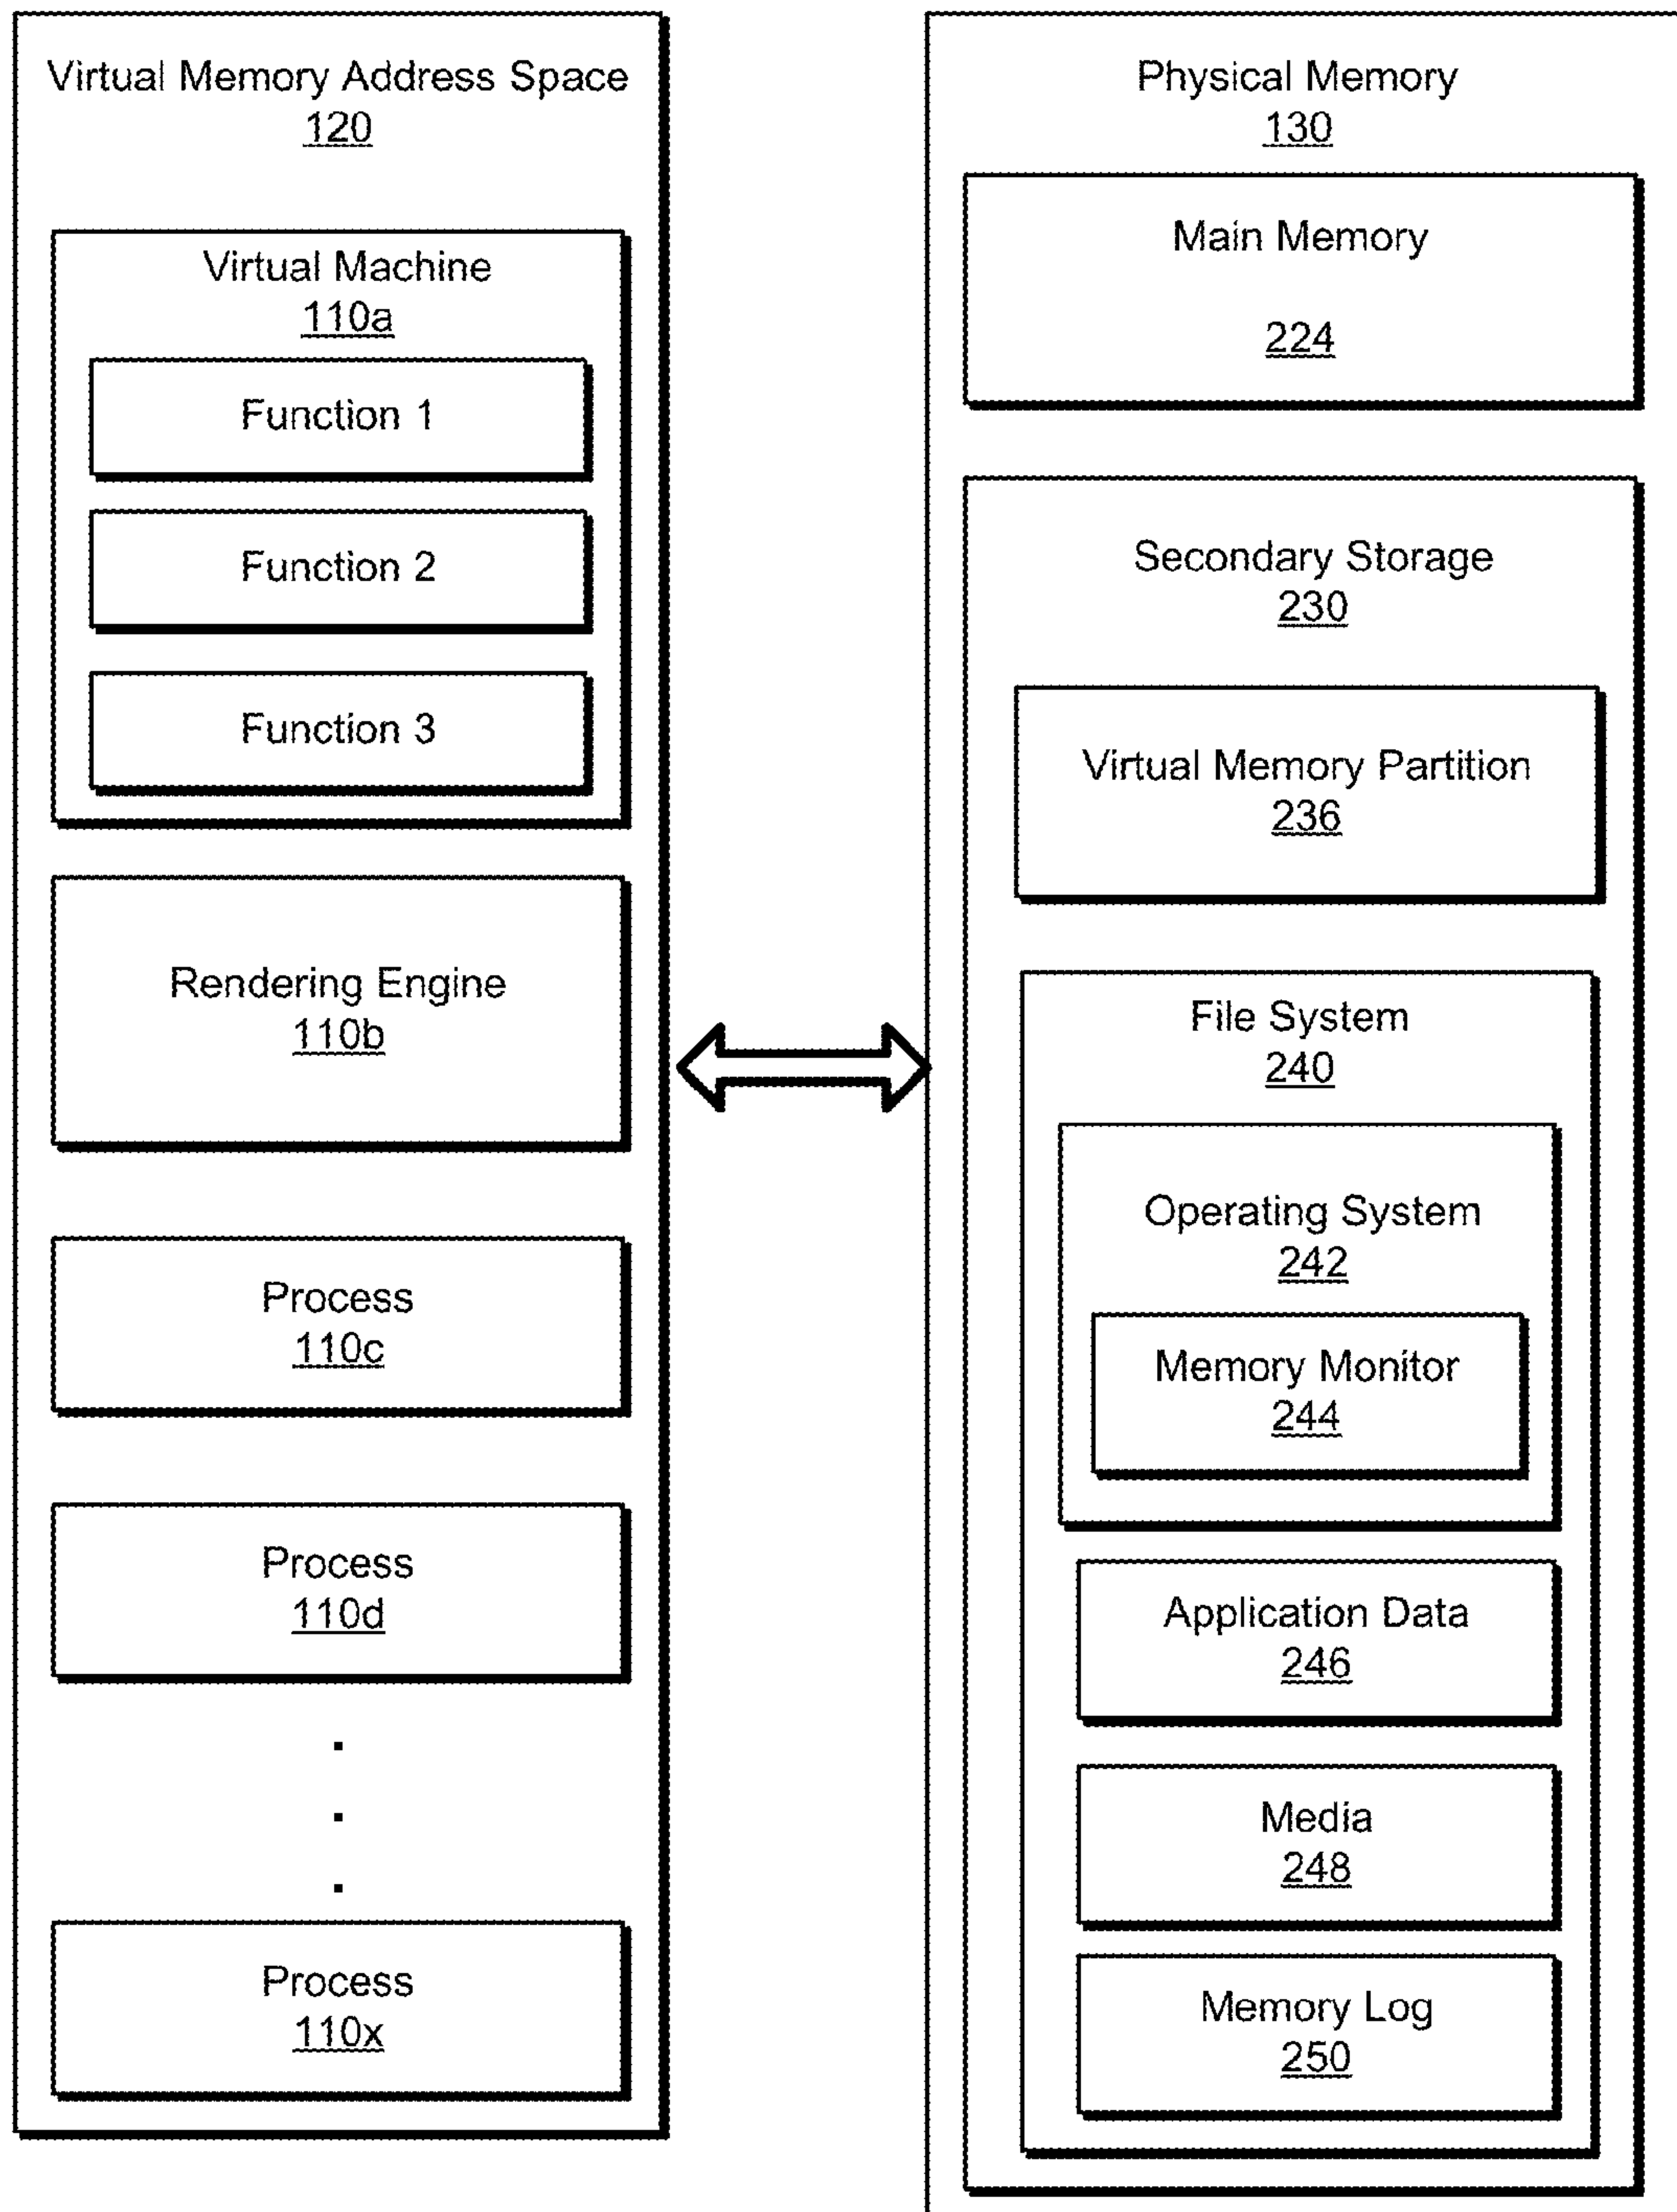 Virtual Memory Address Space
120
Virtual Machine
110a
Function 1
Function 2
Function 3
Rendering Engine
110b
Process
110c
Process
110d
.
.
.
Process
110x
Physical Memory
130
Main Memory
224
Secondary Storage
230
Virtual Memory Partition
236
File System
240
Operating System
242
Memory Monitor
244
Application Data
246
Media
248
Memory Log
250